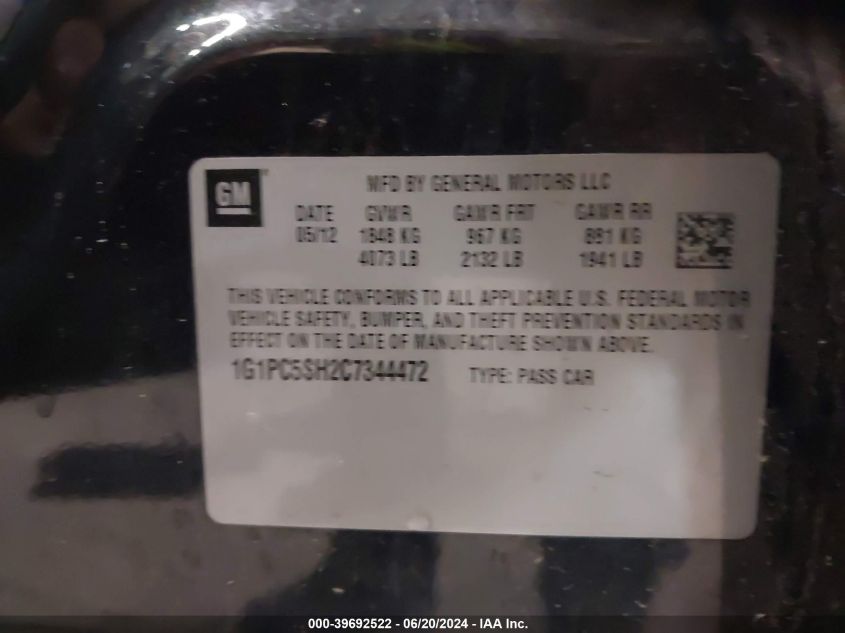 GM
MFD BY GENERAL MOTORS LLC
DATE GVWR GAWR FRT GAWR RR
05/12 1848 KG 967 KG 881 KG
4073 LB 2132 LB 1941 LB
THIS VEHICLE CONFORMS TO ALL APPLICABLE U.S. FEDERAL MOTOR
VEHICLE SAFETY, BUMPER, AND THEFT PREVENTION STANDARDS IN
EFFECT ON THE DATE OF MANUFACTURE SHOWN ABOVE.
1G1PC5SH2C7344472 TYPE: PASS CAR
000-39692522 - 06/20/2024 - IAA Inc.